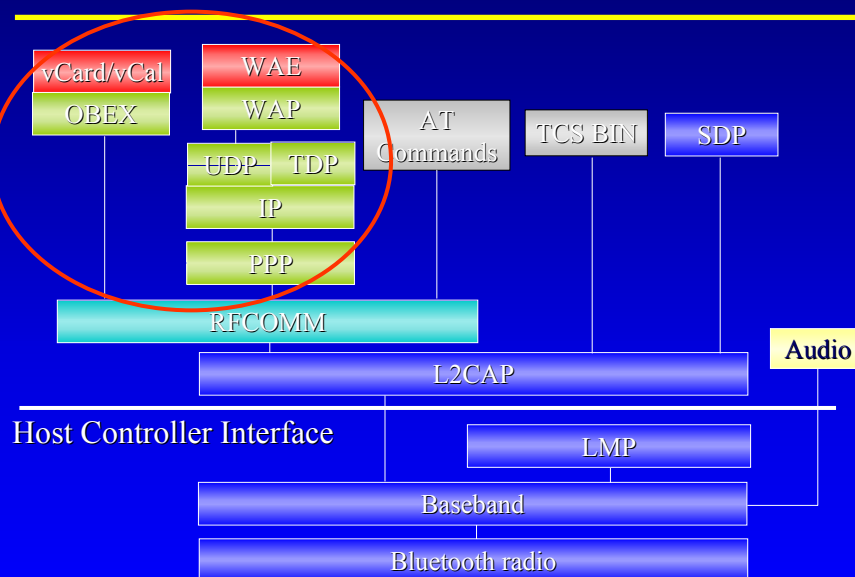 vCard/vCal
OBEX
WAE
WAP
UDP
TDP
IP
PPP
AT
Commands
TCS BIN
SDP
RFCOMM
Audio
L2CAP
Host Controller Interface
LMP
Baseband
Bluetooth radio